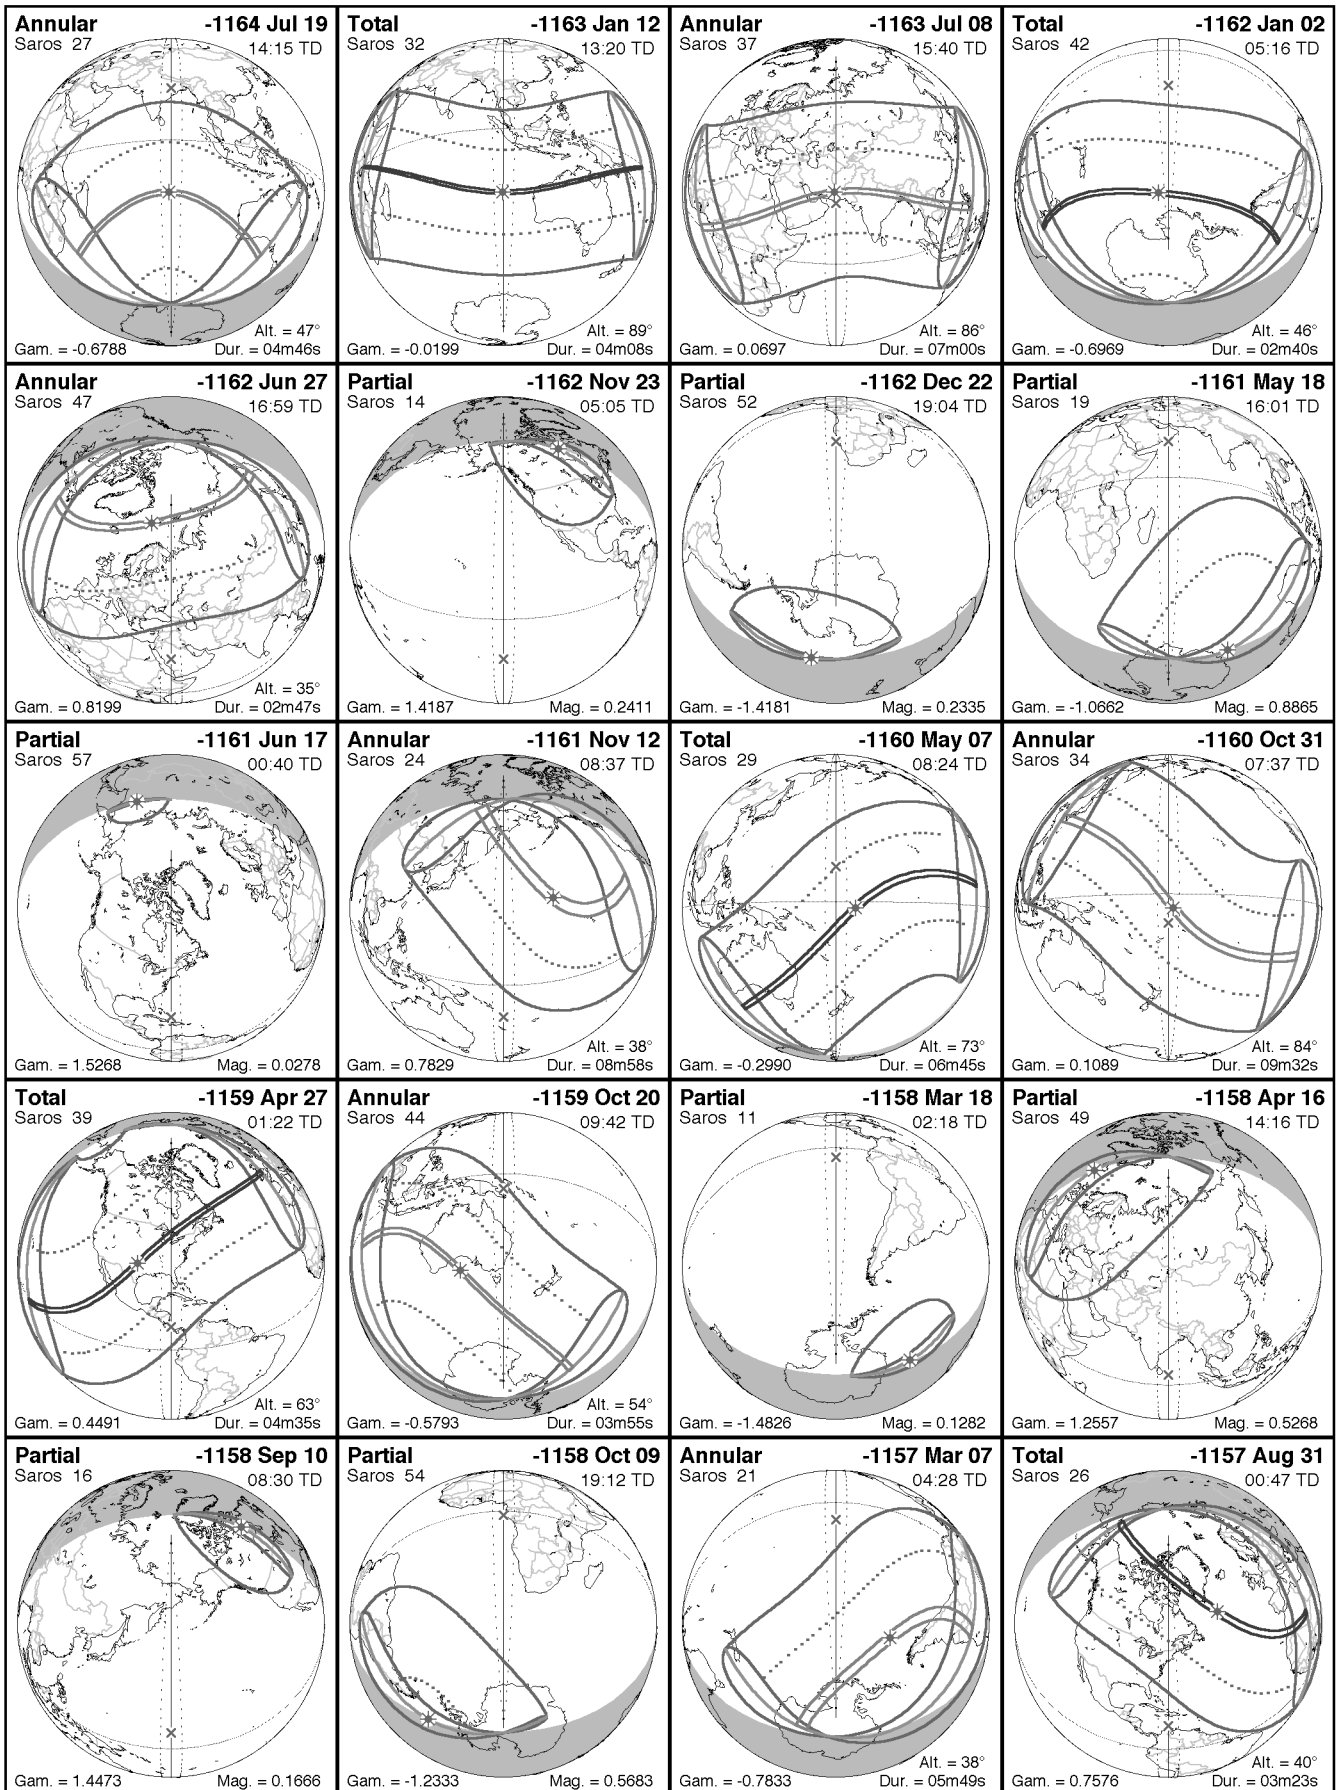 Annular -1164 Jul 19
Saros 27 14:15 TD
Alt. = 47°
Gam. = -0.6788 Dur. = 04m46s
Total -1163 Jan 12
Saros 32 13:20 TD
Alt. = 89°
Gam. = -0.0199 Dur. = 04m08s
Annular -1163 Jul 08
Saros 37 15:40 TD
Alt. = 86°
Gam. = 0.0697 Dur. = 07m00s
Total -1162 Jan 02
Saros 42 05:16 TD
Alt. = 46°
Gam. = -0.6969 Dur. = 02m40s
Annular -1162 Jun 27
Saros 47 16:59 TD
Alt. = 35°
Gam. = 0.8199 Dur. = 02m47s
Partial -1162 Nov 23
Saros 14 05:05 TD
Gam. = 1.4187 Mag. = 0.2411
Partial -1162 Dec 22
Saros 52 19:04 TD
Gam. = -1.4181 Mag. = 0.2335
Partial -1161 May 18
Saros 19 16:01 TD
Gam. = -1.0662 Mag. = 0.8865
Partial -1161 Jun 17
Saros 57 00:40 TD
Gam. = 1.5268 Mag. = 0.0278
Annular -1161 Nov 12
Saros 24 08:37 TD
Alt. = 38°
Gam. = 0.7829 Dur. = 08m58s
Total -1160 May 07
Saros 29 08:24 TD
Alt. = 73°
Gam. = -0.2990 Dur. = 06m45s
Annular -1160 Oct 31
Saros 34 07:37 TD
Alt. = 84°
Gam. = 0.1089 Dur. = 09m32s
Total -1159 Apr 27
Saros 39 01:22 TD
Alt. = 63°
Gam. = 0.4491 Dur. = 04m35s
Annular -1159 Oct 20
Saros 44 09:42 TD
Alt. = 54°
Gam. = -0.5793 Dur. = 03m55s
Partial -1158 Mar 18
Saros 11 02:18 TD
Gam. = -1.4826 Mag. = 0.1282
Partial -1158 Apr 16
Saros 49 14:16 TD
Gam. = 1.2557 Mag. = 0.5268
Partial -1158 Sep 10
Saros 16 08:30 TD
Gam. = 1.4473 Mag. = 0.1666
Partial -1158 Oct 09
Saros 54 19:12 TD
Gam. = -1.2333 Mag. = 0.5683
Annular -1157 Mar 07
Saros 21 04:28 TD
Alt. = 38°
Gam. = -0.7833 Dur. = 05m49s
Total -1157 Aug 31
Saros 26 00:47 TD
Alt. = 40°
Gam. = 0.7576 Dur. = 03m23s